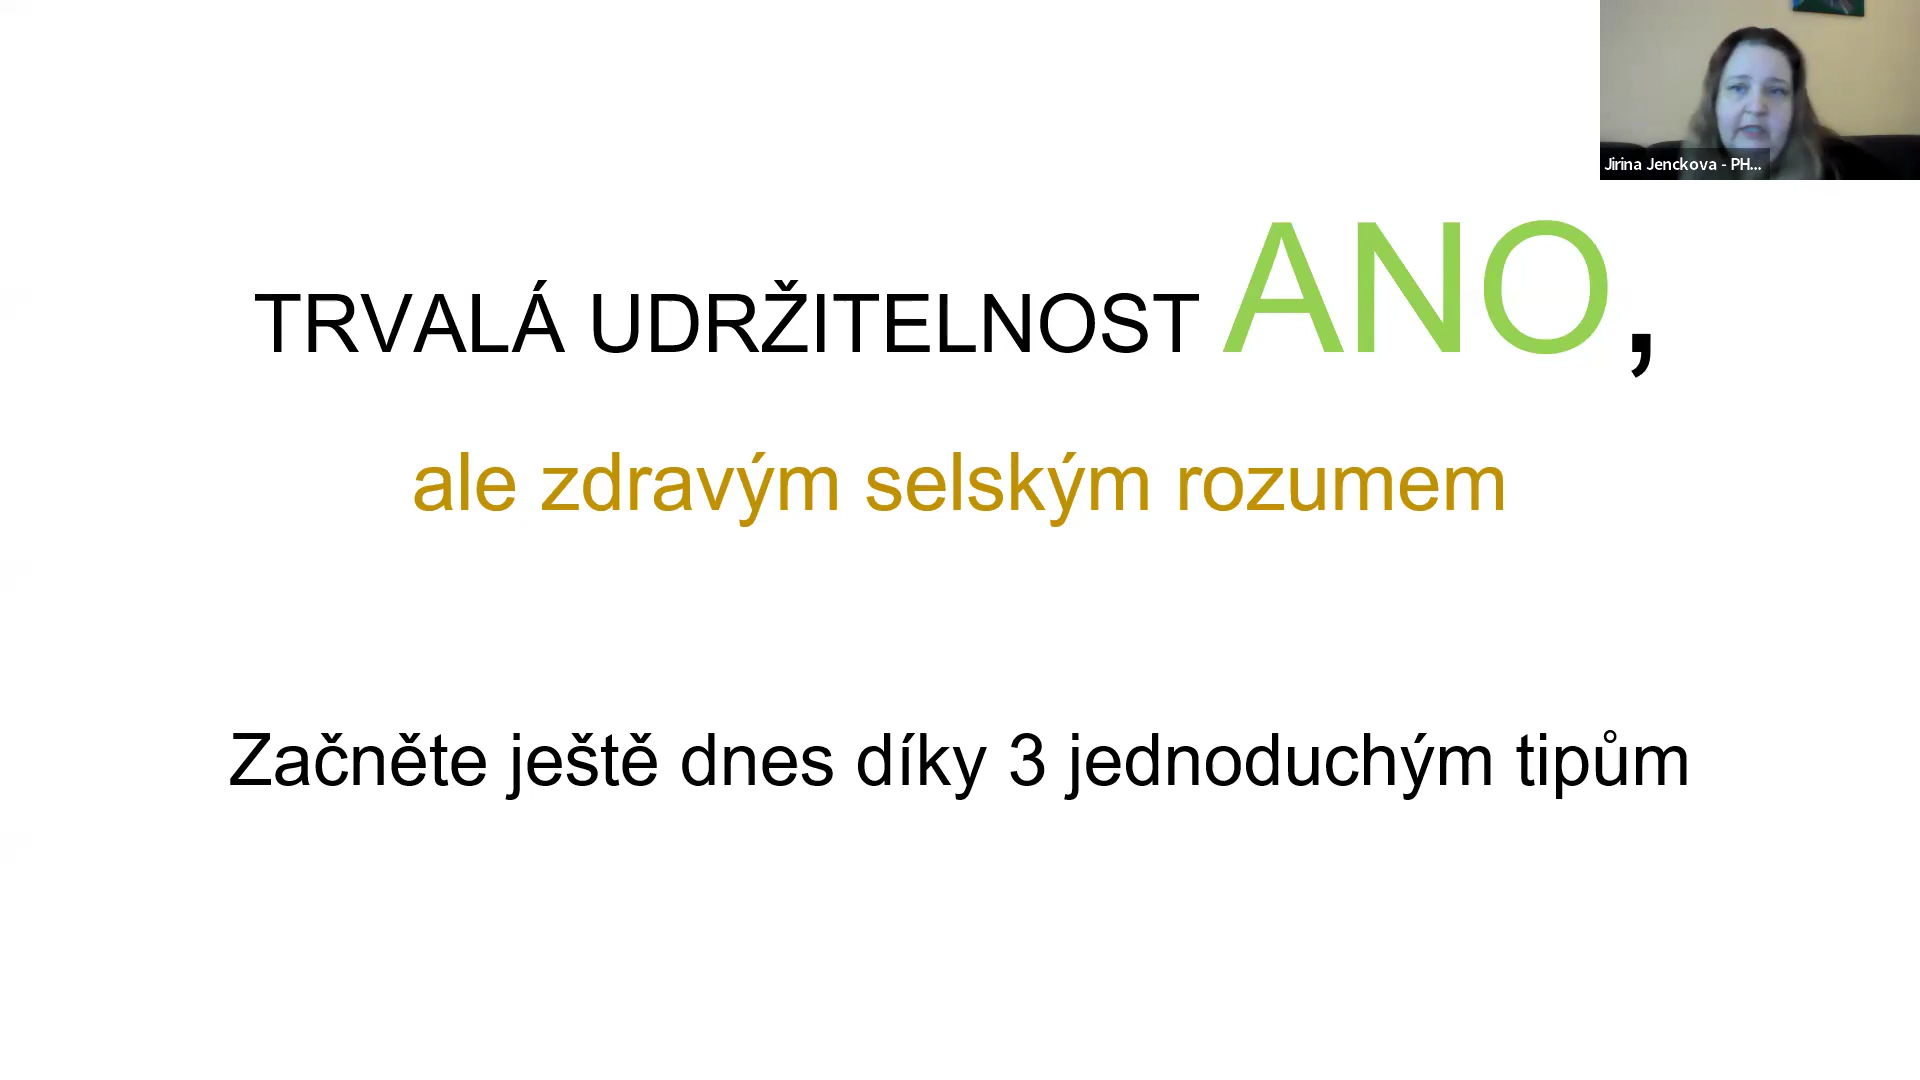 Jirina Jenckova - PH...
TRVALÁ UDRŽITELNOST ANO,
ale zdravým selským rozumem
Začněte ještě dnes díky 3 jednoduchým tipům